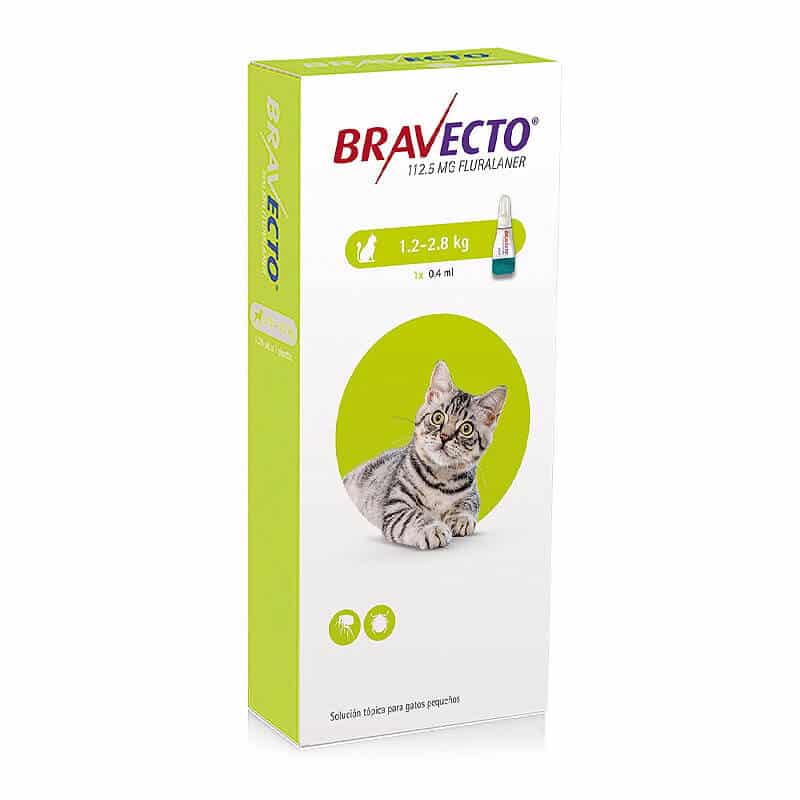 BRAVECTO®
112.5 MG FLURALANER
1.2-2.8 kg
1x 0,4 ml
Solución tópica para gatos pequeños
BRAVECTO
BRAVECTO®